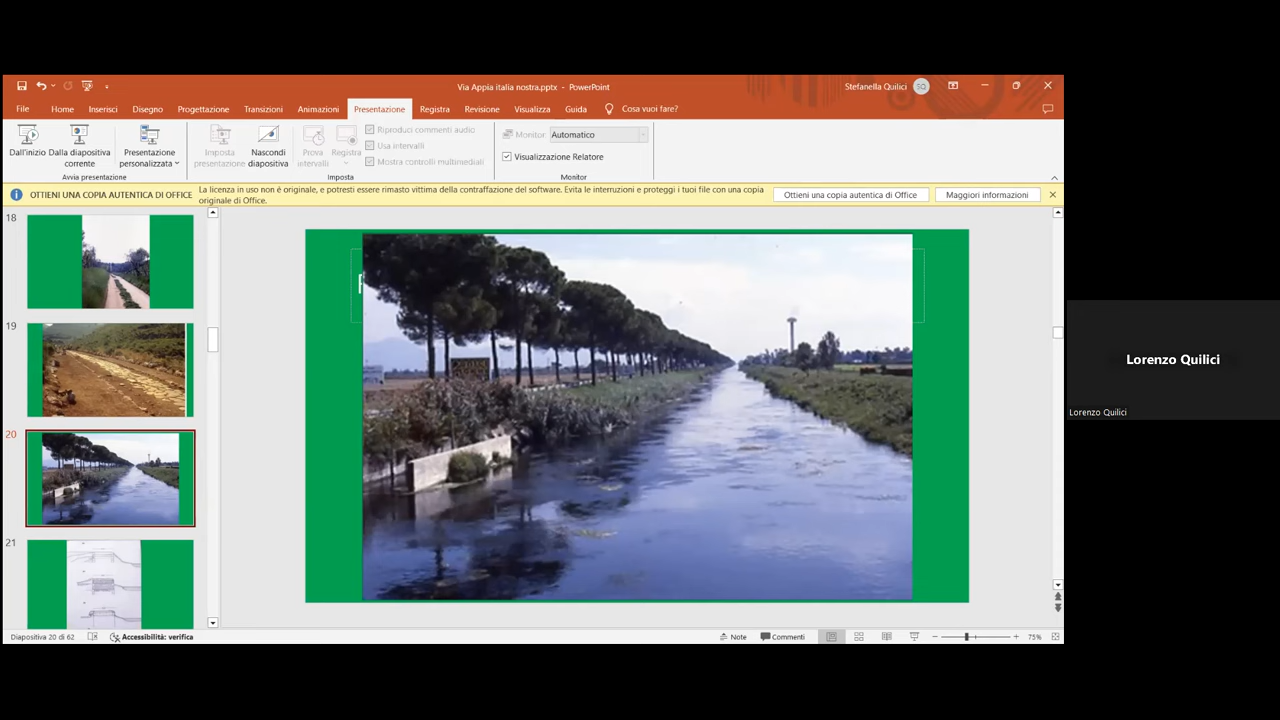 Via Appia italia nostra.pptx - PowerPoint
Stefanella Quilici
SQ
File Home Inserisci Disegno Progettazione Transizioni Animazioni Presentazione Registra Revisione Visualizza Guida Cosa vuoi fare?
Dall'inizio
Dalla diapositiva corrente
Presentazione personalizzata
Avvia presentazione
Imposta presentazione
Nascondi diapositiva
Prova intervalli
Registra
Riproduci commenti audio
Usa intervalli
Mostra controlli multimediali
Imposta
Monitor: Automatico
Visualizzazione Relatore
Monitor
OTTIENI UNA COPIA AUTENTICA DI OFFICE
La licenza in uso non è originale, e potresti essere rimasto vittima della contraffazione del software. Evita le interruzioni e proteggi i tuoi file con una copia
originale di Office.
Ottieni una copia autentica di Office
Maggiori informazioni
18
19
20
21
Lorenzo Quilici
Lorenzo Quilici
Diapositiva 20 di 62
Accessibilità: verifica
Note
Commenti
75%